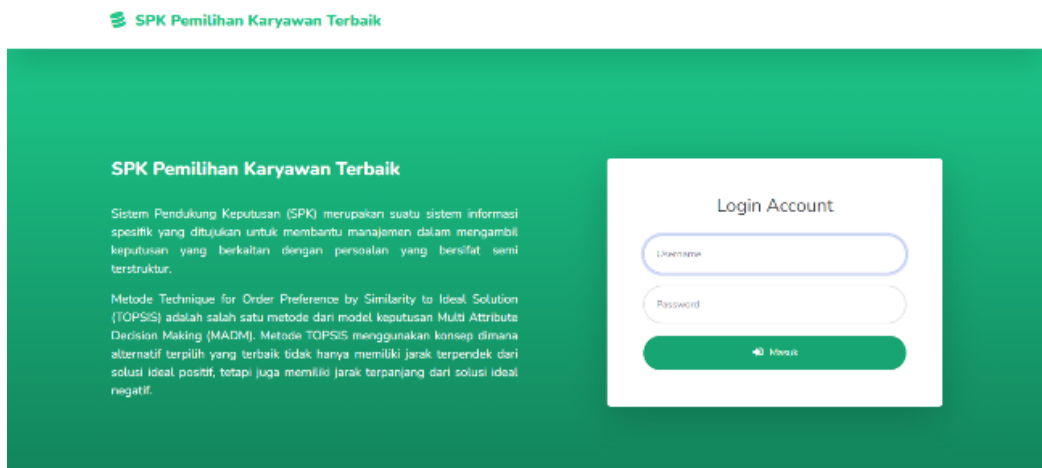 SPK Pemilihan Karyawan Terbaik
SPK Pemilihan Karyawan Terbaik
Sistem Pendukung Keputusan (SPK) merupakan suatu sistem informasi
spesifik yang ditujukan untuk membantu manajemen dalam mengambil
keputusan yang berkaitan dengan persoalan yang bersifat semi
terstruktur.
Metode Technique for Order Preference by Similarity to Ideal Solution
(TOPSIS) adalah salah satu metode dari model keputusan Multi Attribute
Decision Making (MADM). Metode TOPSIS menggunakan konsep dimana
alternatif terpilih yang terbaik tidak hanya memiliki jarak terpendek dari
solusi ideal positif, tetapi juga memiliki jarak terpanjang dari solusi ideal
negatif.
Login Account
Username
Password
Masuk